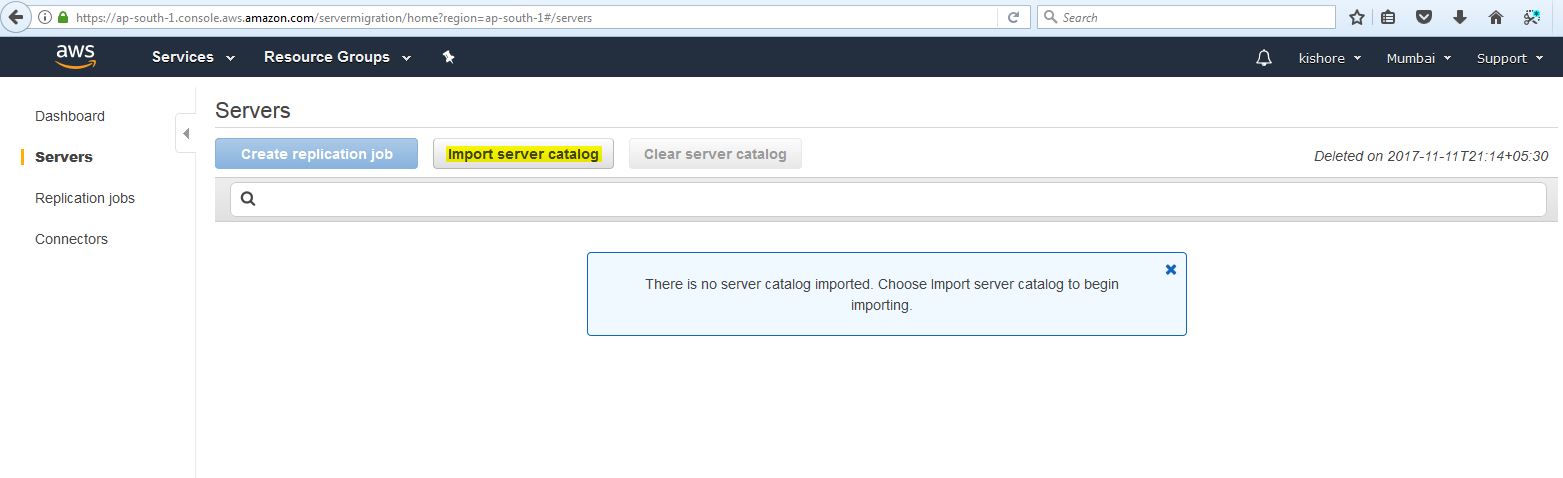 https://ap-south-1.console.aws.amazon.com/servermigration/home?region=ap-south-1#/servers
Search
aws
Services
Resource Groups
kishore
Mumbai
Support
Dashboard
Servers
Replication jobs
Connectors
Servers
Create replication job
Import server catalog
Clear server catalog
Deleted on 2017-11-11T21:14+05:30
There is no server catalog imported. Choose Import server catalog to begin
importing.